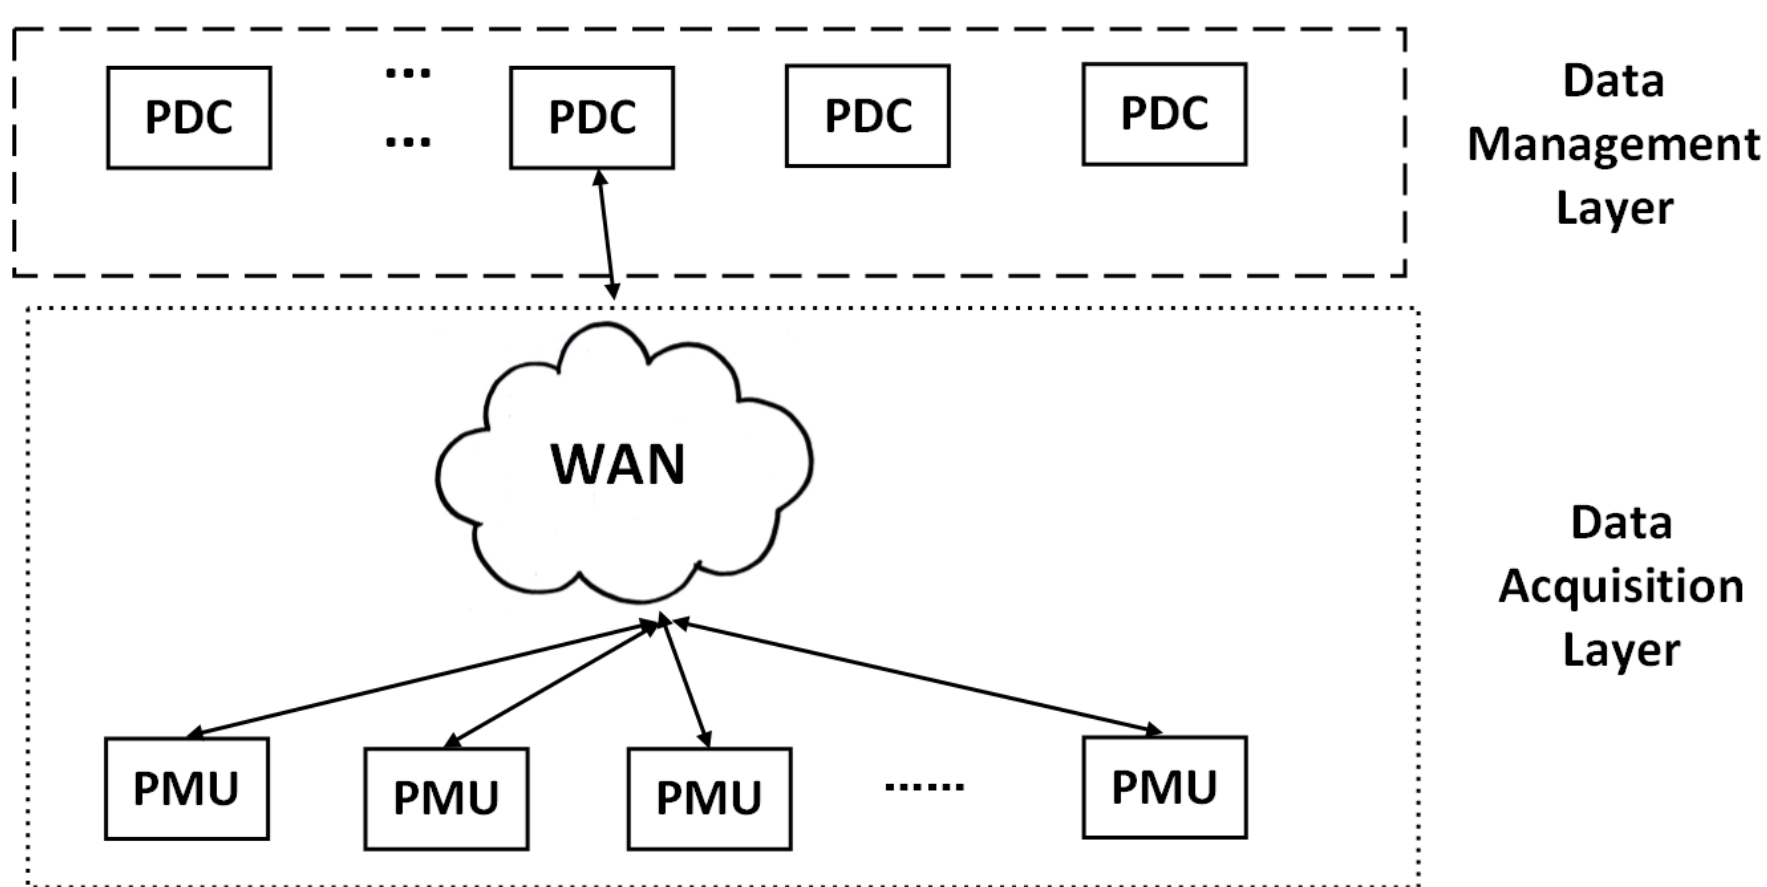 PDC ... PDC PDC PDC
...
Data
Management
Layer
WAN
Data
Acquisition
Layer
PMU PMU PMU ...... PMU